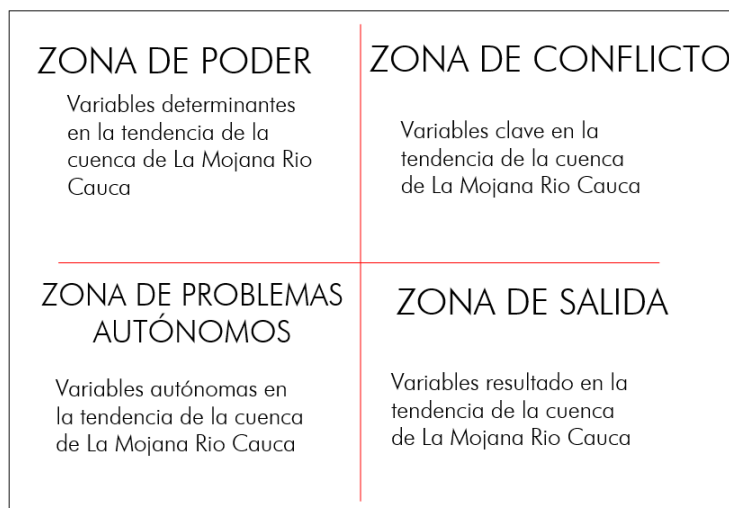 ZONA DE PODER
Variables determinantes
en la tendencia de la
cuenca de La Mojana Rio
Cauca
ZONA DE CONFLICTO
Variables clave en la
tendencia de la cuenca
de La Mojana Rio Cauca
ZONA DE PROBLEMAS
AUTÓNOMOS
Variables autónomas en
la tendencia de la cuenca
de La Mojana Rio Cauca
ZONA DE SALIDA
Variables resultado en la
tendencia de la cuenca
de La Mojana Rio Cauca